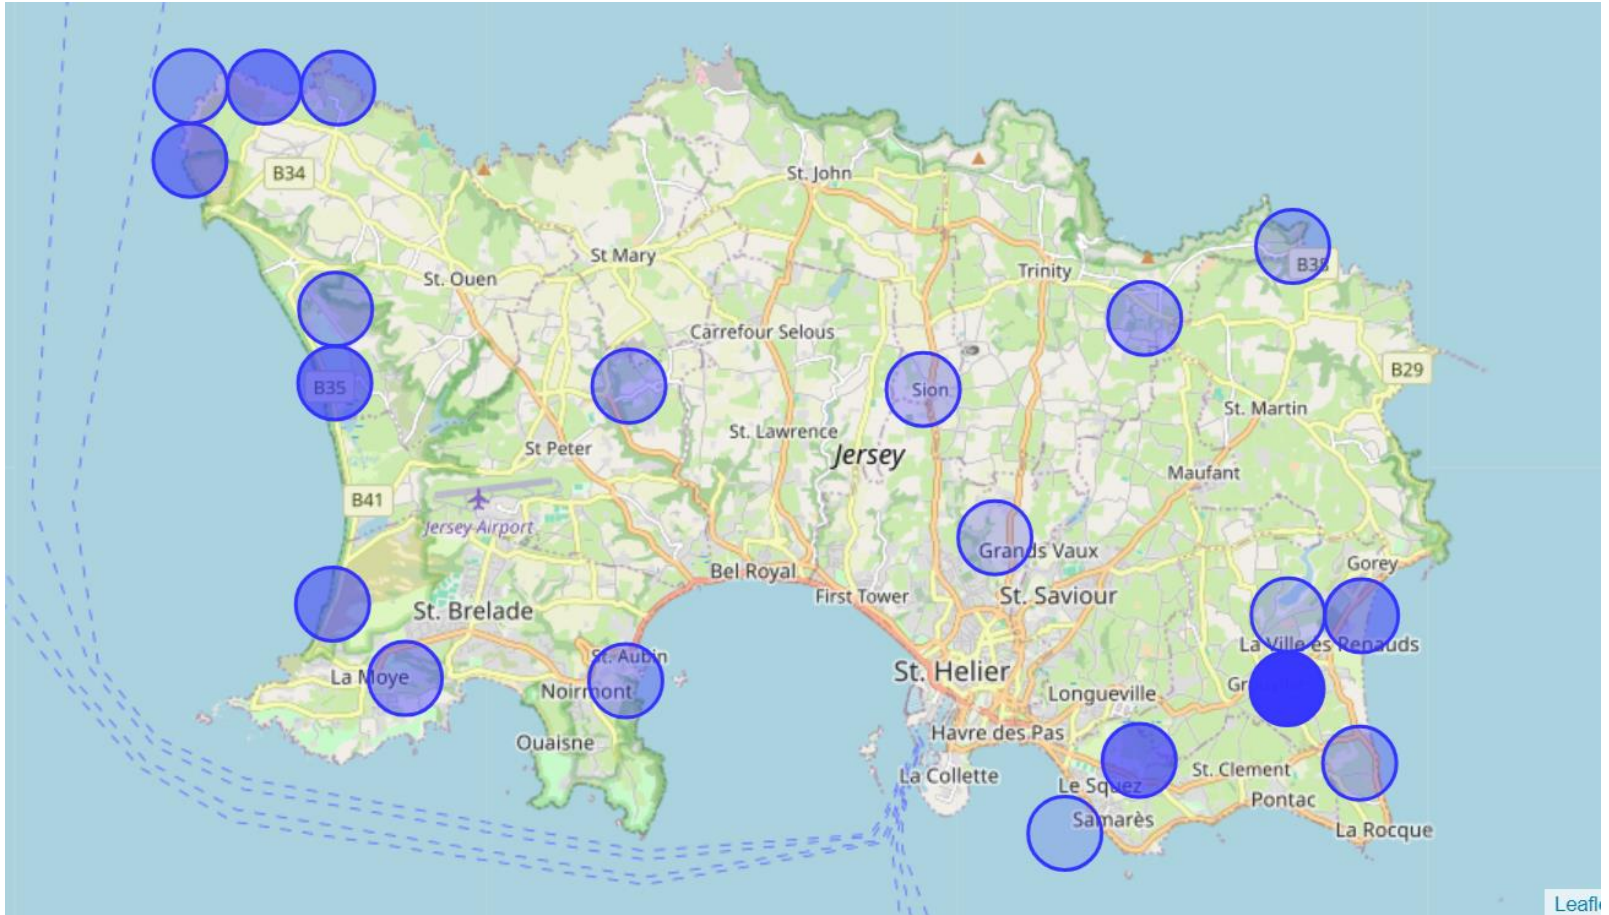 B34
St. John
St Mary
Trinity
B38
St. Ouen
Carrefour Selous
B29
B35
Sion
St. Martin
St. Lawrence
St Peter
Jersey
Maufant
B41
Jersey Airport
Grands Vaux
Gorey
Bel Royal
First Tower
St. Saviour
St. Brelade
La Ville ès Renauds
St. Aubin
La Moye
St. Helier
Noirmont
Longueville
Havre des Pas
Ouaisne
St. Clement
La Collette
Le Squez
Pontac
Samarès
La Rocque
Leafle